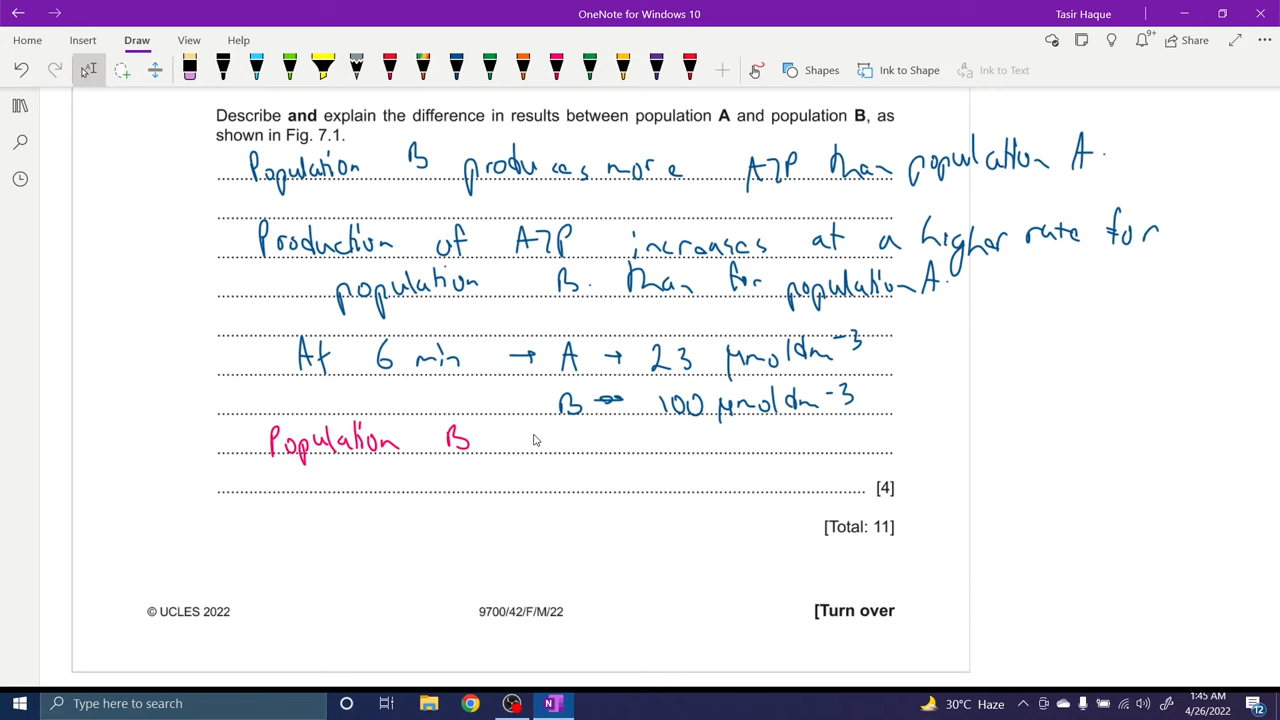 OneNote for Windows 10
Tasir Haque
Home Insert Draw View Help
9+ Share
Shapes Ink to Shape Ink to Text
Describe and explain the difference in results between population A and population B, as
shown in Fig. 7.1.
Population B produces more ATP than population A.
Production of ATP increases at a higher rate for
population B. than for population A.
At 6 min → A → 23 μmoldm⁻³
B 100 μmoldm⁻³
Population B
[4]
[Total: 11]
© UCLES 2022 9700/42/F/M/22 [Turn over
Type here to search 30°C Haze 1:45 AM
4/26/2022 12